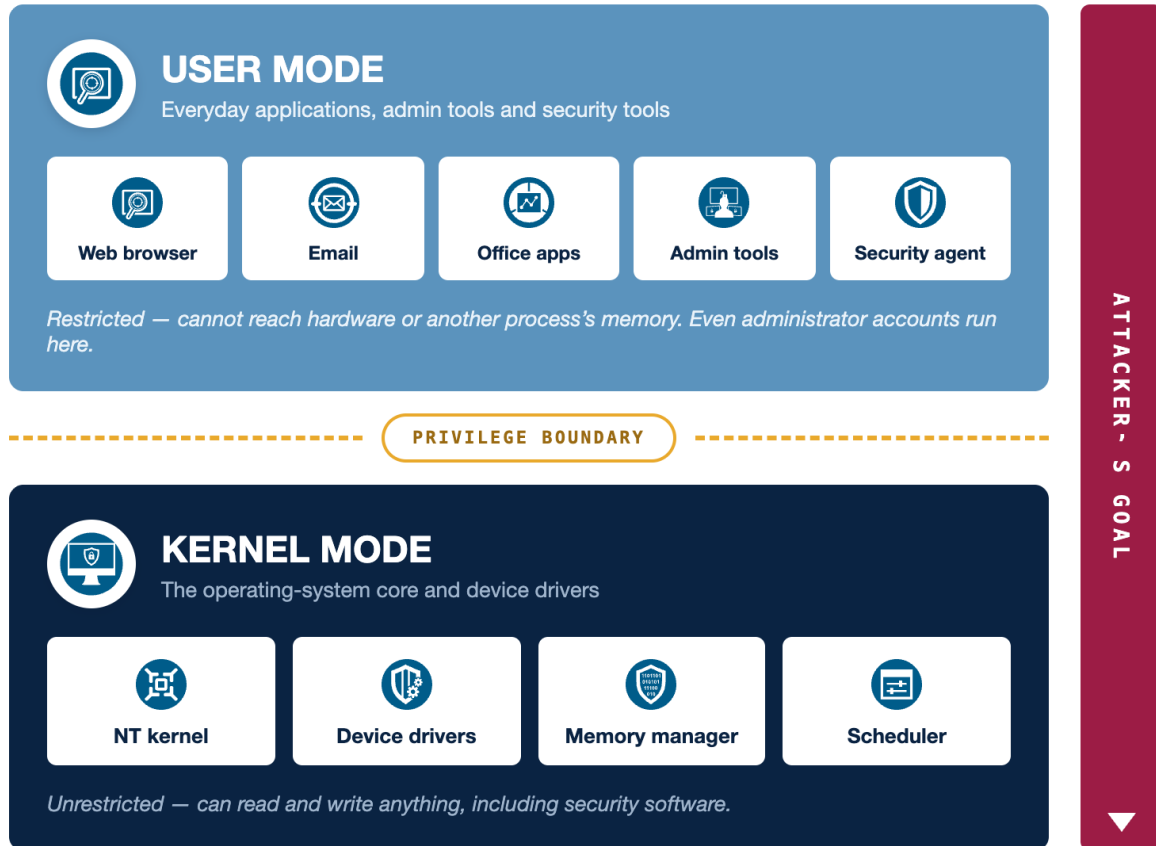 USER MODE
Everyday applications, admin tools and security tools
Web browser
Email
Office apps
Admin tools
Security agent
Restricted — cannot reach hardware or another process’s memory. Even administrator accounts run
here.
PRIVILEGE BOUNDARY
KERNEL MODE
The operating-system core and device drivers
NT kernel
Device drivers
Memory manager
Scheduler
Unrestricted — can read and write anything, including security software.
ATTACKER’S GOAL